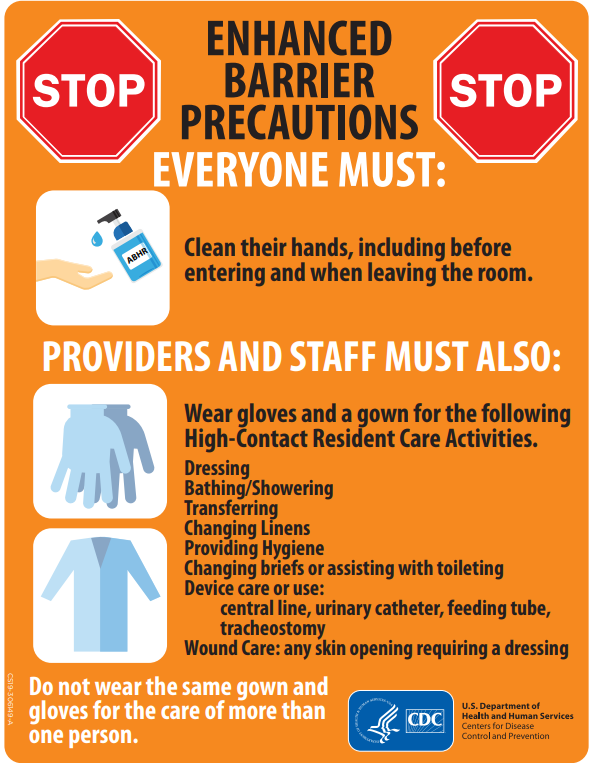 STOP
ENHANCED
BARRIER
PRECAUTIONS
STOP
EVERYONE MUST:
ABHR
Clean their hands, including before
entering and when leaving the room.
PROVIDERS AND STAFF MUST ALSO:
Wear gloves and a gown for the following
High-Contact Resident Care Activities.
Dressing
Bathing/Showering
Transferring
Changing Linens
Providing Hygiene
Changing briefs or assisting with toileting
Device care or use:
central line, urinary catheter, feeding tube,
tracheostomy
Wound Care: any skin opening requiring a dressing
Do not wear the same gown and
gloves for the care of more than
one person.
CDC
U.S. Department of
Health and Human Services
Centers for Disease
Control and Prevention